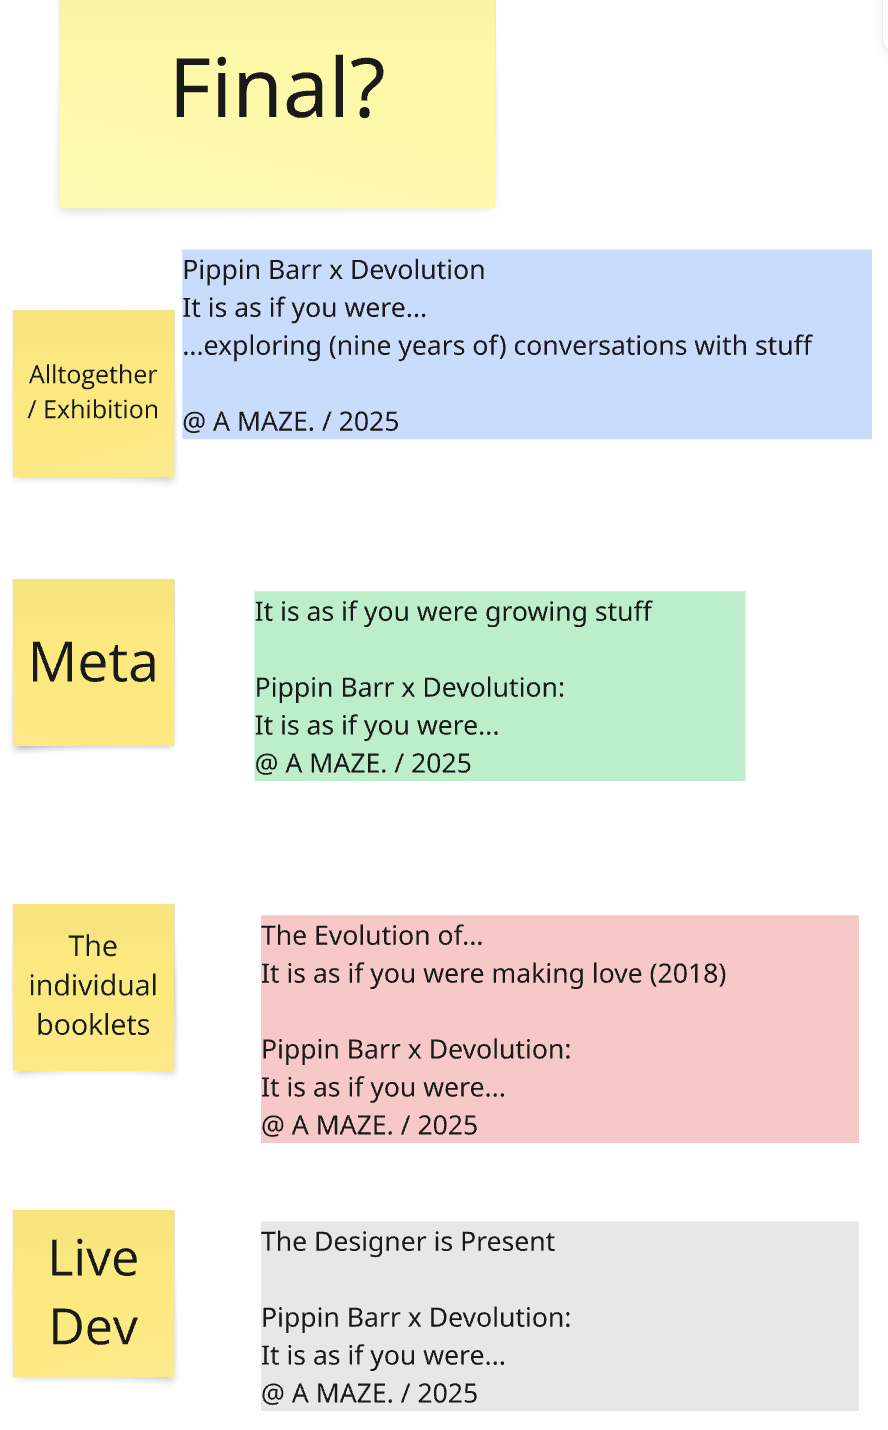 Final?
Alltogether
/ Exhibition
Pippin Barr x Devolution
It is as if you were...
...exploring (nine years of) conversations with stuff
@ A MAZE. / 2025
Meta
It is as if you were growing stuff
Pippin Barr x Devolution:
It is as if you were...
@ A MAZE. / 2025
The
individual
booklets
The Evolution of...
It is as if you were making love (2018)
Pippin Barr x Devolution:
It is as if you were...
@ A MAZE. / 2025
Live
Dev
The Designer is Present
Pippin Barr x Devolution:
It is as if you were...
@ A MAZE. / 2025